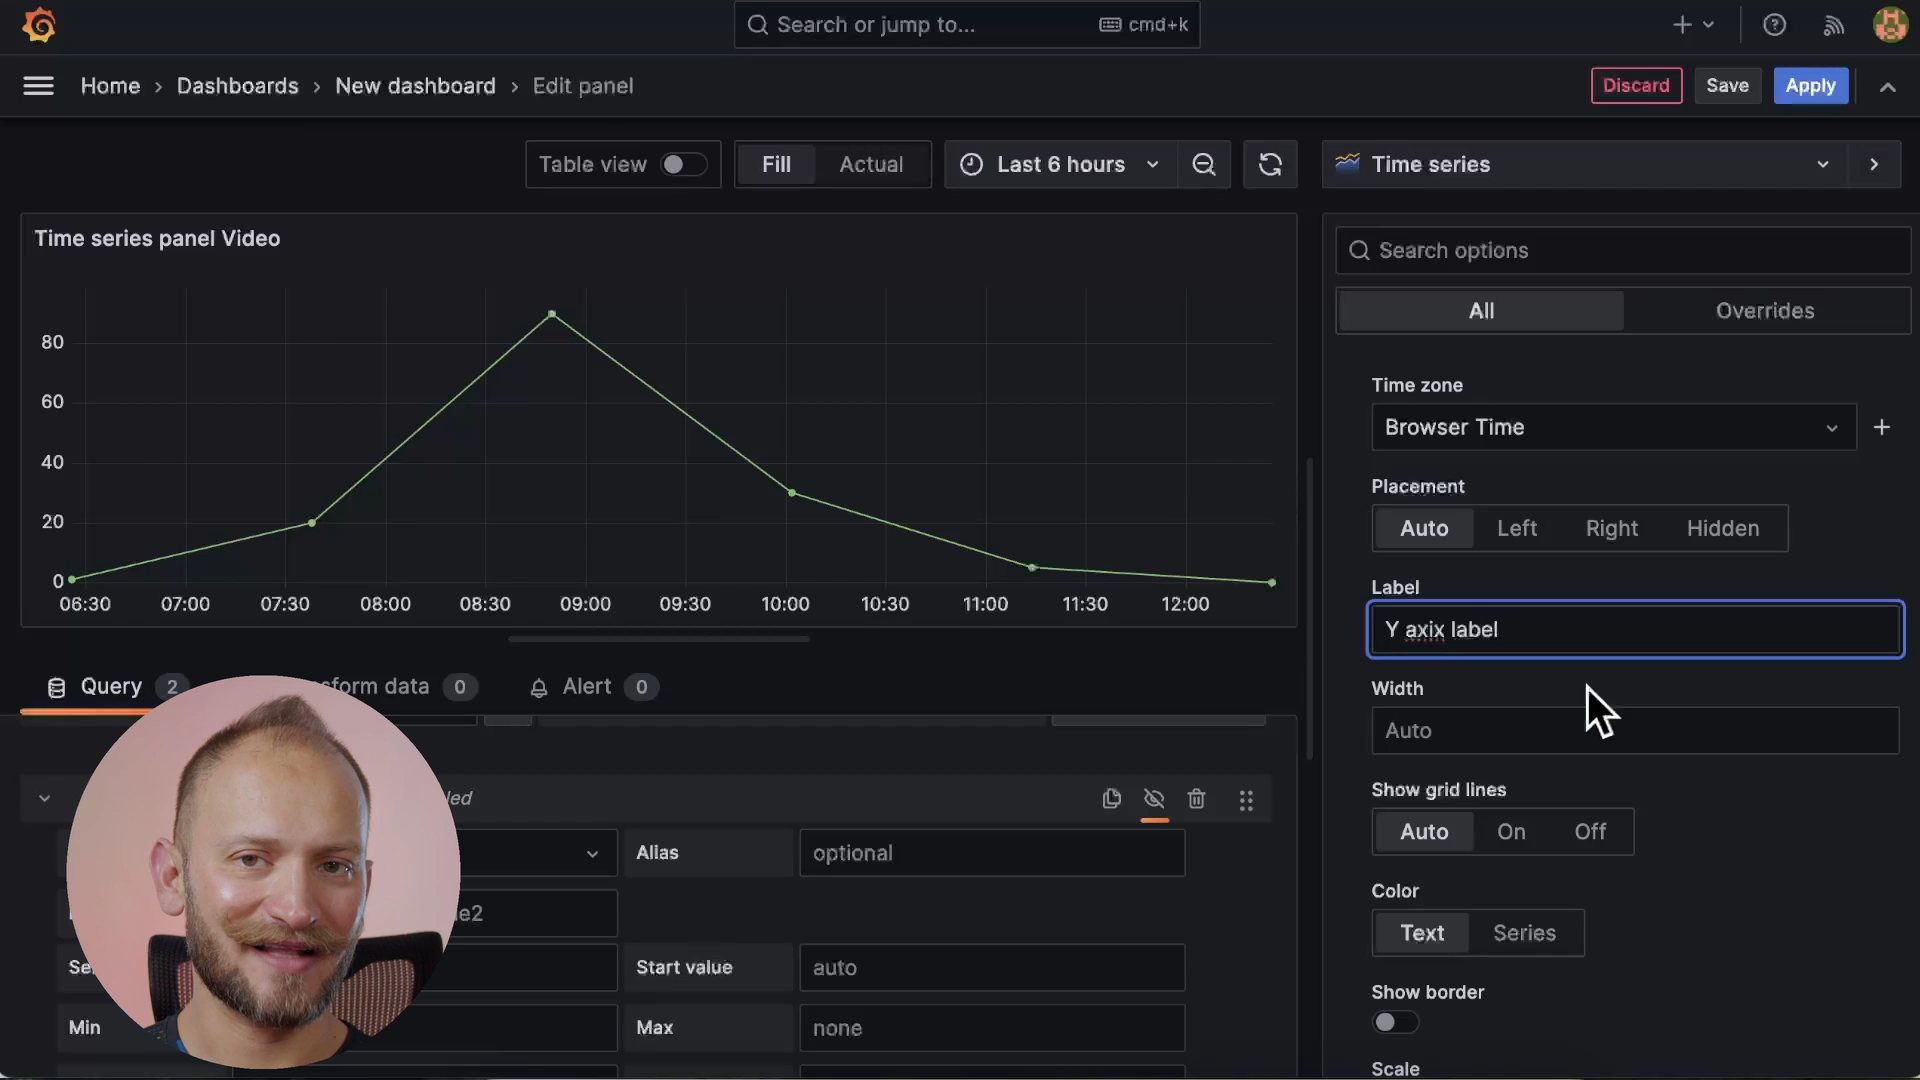 Search or jump to... cmd+k
Home › Dashboards › New dashboard › Edit panel Discard Save Apply
Table view Fill Actual Last 6 hours Time series
Time series panel Video
80
60
40
20
0
06:30 07:00 07:30 08:00 08:30 09:00 09:30 10:00 10:30 11:00 11:30 12:00
Query 2 sform data 0 Alert 0
led
Alias optional
e2
Se Start value auto
Min Max none
Search options
All Overrides
Time zone
Browser Time
Placement
Auto Left Right Hidden
Label
Y axix label
Width
Auto
Show grid lines
Auto On Off
Color
Text Series
Show border
Scale